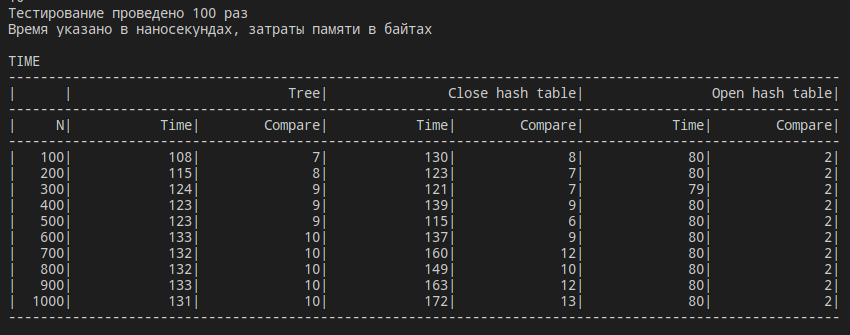 Тестирование проведено 100 раз
Время указано в наносекундах, затраты памяти в байтах
TIME
| | Tree| Close hash table| Open hash table|
| N| Time| Compare| Time| Compare| Time| Compare|
| 100| 108| 7| 130| 8| 80| 2|
| 200| 115| 8| 123| 7| 80| 2|
| 300| 124| 9| 121| 7| 79| 2|
| 400| 123| 9| 139| 9| 80| 2|
| 500| 123| 9| 115| 6| 80| 2|
| 600| 133| 10| 137| 9| 80| 2|
| 700| 132| 10| 160| 12| 80| 2|
| 800| 132| 10| 149| 10| 80| 2|
| 900| 133| 10| 163| 12| 80| 2|
| 1000| 131| 10| 172| 13| 80| 2|